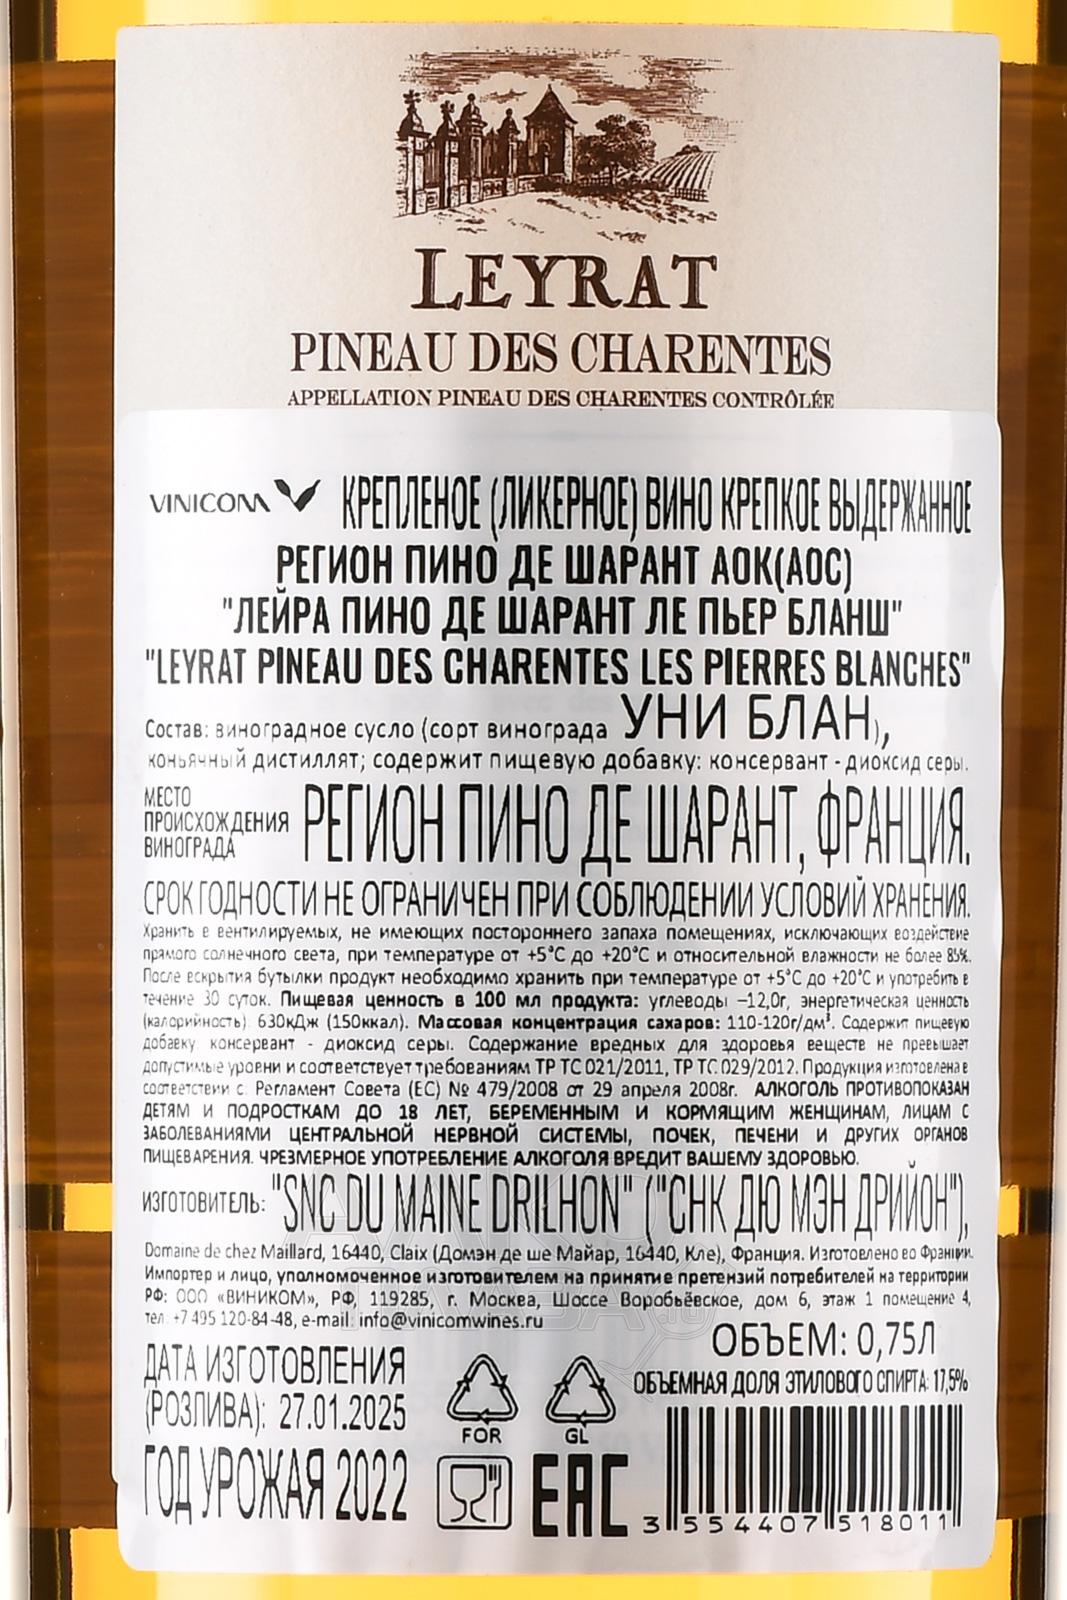 LEYRAT
PINEAU DES CHARENTES
APPELLATION PINEAU DES CHARENTES CONTRÔLÉE
VINICOM КРЕПЛЕНОЕ (ЛИКЕРНОЕ) ВИНО КРЕПКОЕ ВЫДЕРЖАННОЕ
РЕГИОН ПИНО ДЕ ШАРАНТ АОК(АОС)
"ЛЕЙРА ПИНО ДЕ ШАРАНТ ЛЕ ПЬЕР БЛАНШ"
"LEYRAT PINEAU DES CHARENTES LES PIERRES BLANCHES"
Состав: виноградное сусло (сорт винограда УНИ БЛАН),
коньячный дистиллят; содержит пищевую добавку: консервант - диоксид серы.
МЕСТО
ПРОИСХОЖДЕНИЯ
ВИНОГРАДА РЕГИОН ПИНО ДЕ ШАРАНТ, ФРАНЦИЯ.
СРОК ГОДНОСТИ НЕ ОГРАНИЧЕН ПРИ СОБЛЮДЕНИИ УСЛОВИЙ ХРАНЕНИЯ.
Хранить в вентилируемых, не имеющих постороннего запаха помещениях, исключающих воздействие
прямого солнечного света, при температуре от +5°С до +20°С и относительной влажности не более 85%.
После вскрытия бутылки продукт необходимо хранить при температуре от +5°С до +20°С и употребить в
течение 30 суток. Пищевая ценность в 100 мл продукта: углеводы –12,0г, энергетическая ценность
(калорийность) 630кДж (150ккал). Массовая концентрация сахаров: 110-120г/дм³. Содержит пищевую
добавку консервант - диоксид серы. Содержание вредных для здоровья веществ не превышает
допустимые уровни и соответствует требованиям ТР ТС 021/2011, ТР ТС 029/2012. Продукция изготовлена в
соответствии с Регламент Совета (ЕС) № 479/2008 от 29 апреля 2008г. АЛКОГОЛЬ ПРОТИВОПОКАЗАН
ДЕТЯМ И ПОДРОСТКАМ ДО 18 ЛЕТ, БЕРЕМЕННЫМ И КОРМЯЩИМ ЖЕНЩИНАМ, ЛИЦАМ С
ЗАБОЛЕВАНИЯМИ ЦЕНТРАЛЬНОЙ НЕРВНОЙ СИСТЕМЫ, ПОЧЕК, ПЕЧЕНИ И ДРУГИХ ОРГАНОВ
ПИЩЕВАРЕНИЯ. ЧРЕЗМЕРНОЕ УПОТРЕБЛЕНИЕ АЛКОГОЛЯ ВРЕДИТ ВАШЕМУ ЗДОРОВЬЮ.
ИЗГОТОВИТЕЛЬ: "SNC DU MAINE DRILHON" ("СНК ДЮ МЭН ДРИЙОН"),
Domaine de chez Maillard, 16440, Claix (Домэн де ше Майар, 16440, Кле), Франция. Изготовлено во Франции.
Импортер и лицо, уполномоченное изготовителем на принятие претензий потребителей на территории
РФ: ООО «ВИНИКОМ», РФ, 119285, г. Москва, Шоссе Воробьёвское, дом 6, этаж 1 помещение 4,
тел. +7 495 120-84-48, e-mail: info@vinicomwines.ru
ОБЪЕМ: 0,75Л
ДАТА ИЗГОТОВЛЕНИЯ
(РОЗЛИВА): 27.01.2025
ОБЪЕМНАЯ ДОЛЯ ЭТИЛОВОГО СПИРТА: 17,5%
FOR GL
ГОД УРОЖАЯ 2022
EAC
3 554407 518011